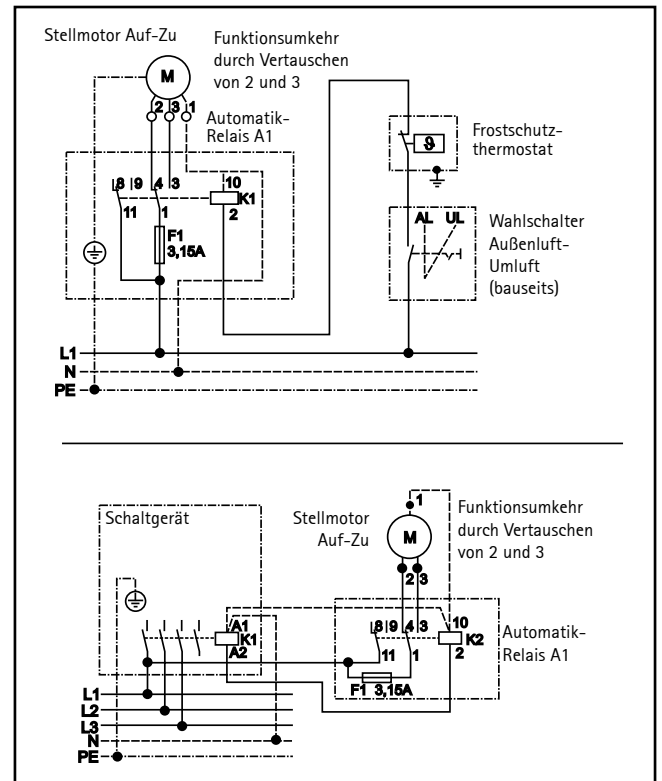 Stellmotor Auf-Zu
Funktionsumkehr
durch Vertauschen
von 2 und 3
M
2 3 1
Automatik-
Relais A1
Frostschutz-
thermostat
ϑ
8 9 4 3 10
K1
11 1 2
F1
3,15A
AL UL
Wahlschalter
Außenluft-
Umluft
(bauseits)
L1
N
PE
Schaltgerät
Stellmotor
Auf-Zu
1
M
Funktionsumkehr
durch Vertauschen
von 2 und 3
2 3
A1
K1
A2
8 9 4 3 10
K2
11 1 2
Automatik-
Relais A1
F1 3,15A
L1
L2
L3
N
PE